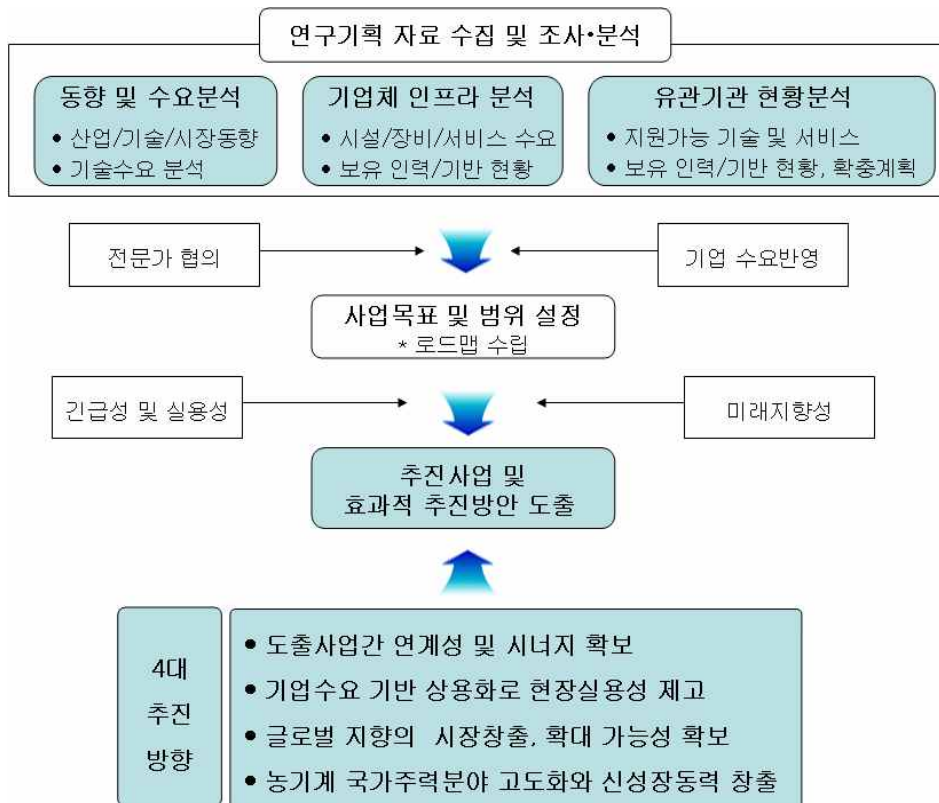 연구기획 자료 수집 및 조사•분석
동향 및 수요분석
• 산업/기술/시장동향
• 기술수요 분석
기업체 인프라 분석
• 시설/장비/서비스 수요
• 보유 인력/기반 현황
유관기관 현황분석
• 지원가능 기술 및 서비스
• 보유 인력/기반 현황, 확충계획
전문가 협의
기업 수요반영
사업목표 및 범위 설정
* 로드맵 수립
긴급성 및 실용성
미래지향성
추진사업 및
효과적 추진방안 도출
4대
추진
방향
• 도출사업간 연계성 및 시너지 확보
• 기업수요 기반 상용화로 현장실용성 제고
• 글로벌 지향의 시장창출, 확대 가능성 확보
• 농기계 국가주력분야 고도화와 신성장동력 창출